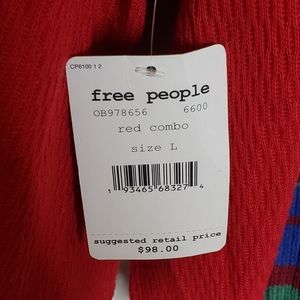 CP6100 1 2
free people
OB978656 6600
red combo
size L
1 93465 68327 4
suggested retail price
$98.00